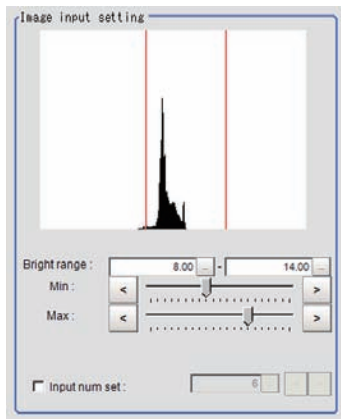 Image input setting
Bright range : 8.00 ... - 14.00 ...
Min : < >
Max : < >
Input num set : 6